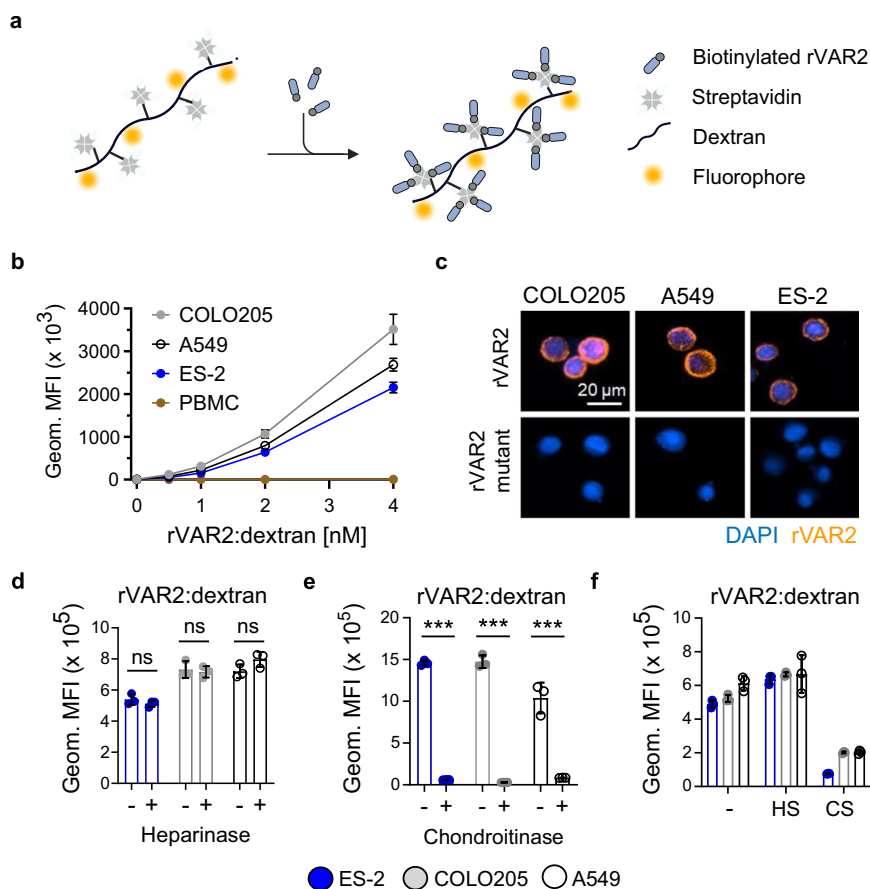 a
Biotinylated rVAR2
Streptavidin
Dextran
Fluorophore
b
Geom. MFI (x 10³)
4000
3000
2000
1000
0
COLO205
A549
ES-2
PBMC
0 1 2 3 4
rVAR2:dextran [nM]
c
COLO205 A549 ES-2
rVAR2
20 µm
rVAR2 mutant
DAPI rVAR2
d
rVAR2:dextran
Geom. MFI (x 10⁵)
10
8
6
4
2
0
ns ns ns
- + - + - +
Heparinase
e
rVAR2:dextran
Geom. MFI (x 10⁵)
20
15
10
5
0
*** *** ***
- + - + - +
Chondroitinase
f
rVAR2:dextran
Geom. MFI (x 10⁵)
10
8
6
4
2
0
- HS CS
ES-2 COLO205 A549